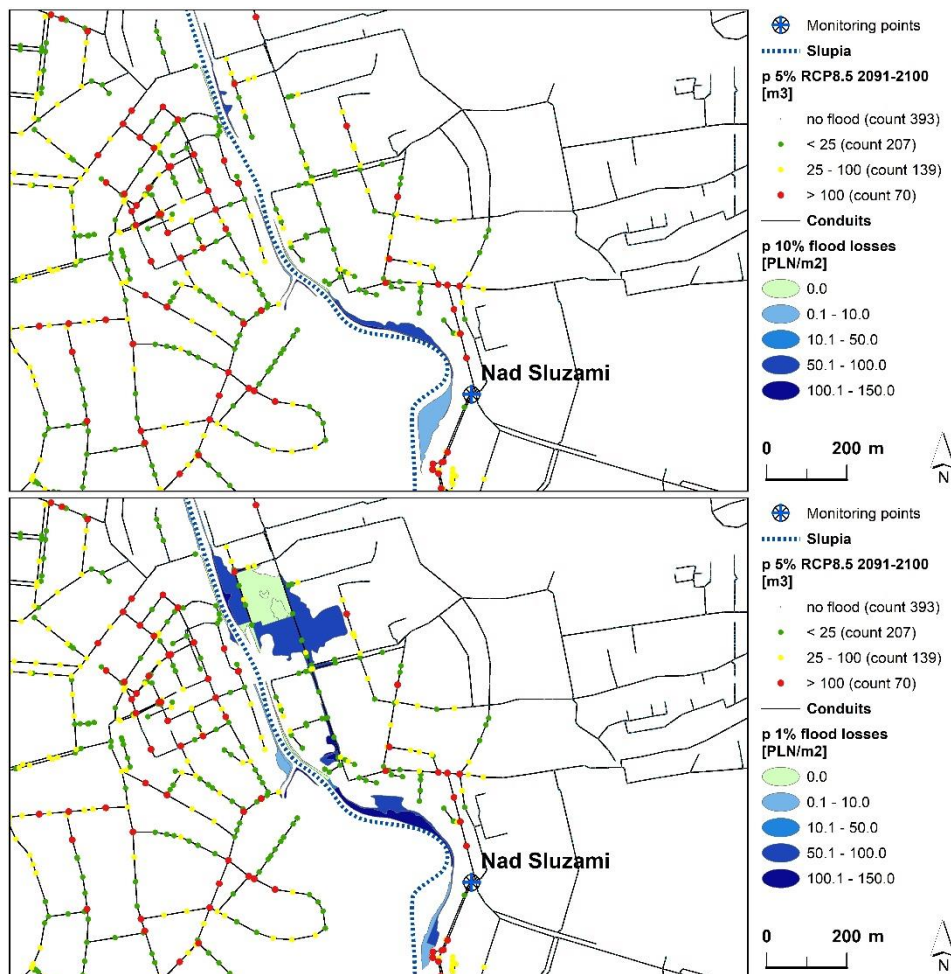 Monitoring points
Slupia
p 5% RCP8.5 2091-2100
[m3]
no flood (count 393)
< 25 (count 207)
25 - 100 (count 139)
> 100 (count 70)
Conduits
p 10% flood losses
[PLN/m2]
0.0
0.1 - 10.0
10.1 - 50.0
50.1 - 100.0
100.1 - 150.0
Nad Sluzami
0 200 m
N
Monitoring points
Slupia
p 5% RCP8.5 2091-2100
[m3]
no flood (count 393)
< 25 (count 207)
25 - 100 (count 139)
> 100 (count 70)
Conduits
p 1% flood losses
[PLN/m2]
0.0
0.1 - 10.0
10.1 - 50.0
50.1 - 100.0
100.1 - 150.0
Nad Sluzami
0 200 m
N